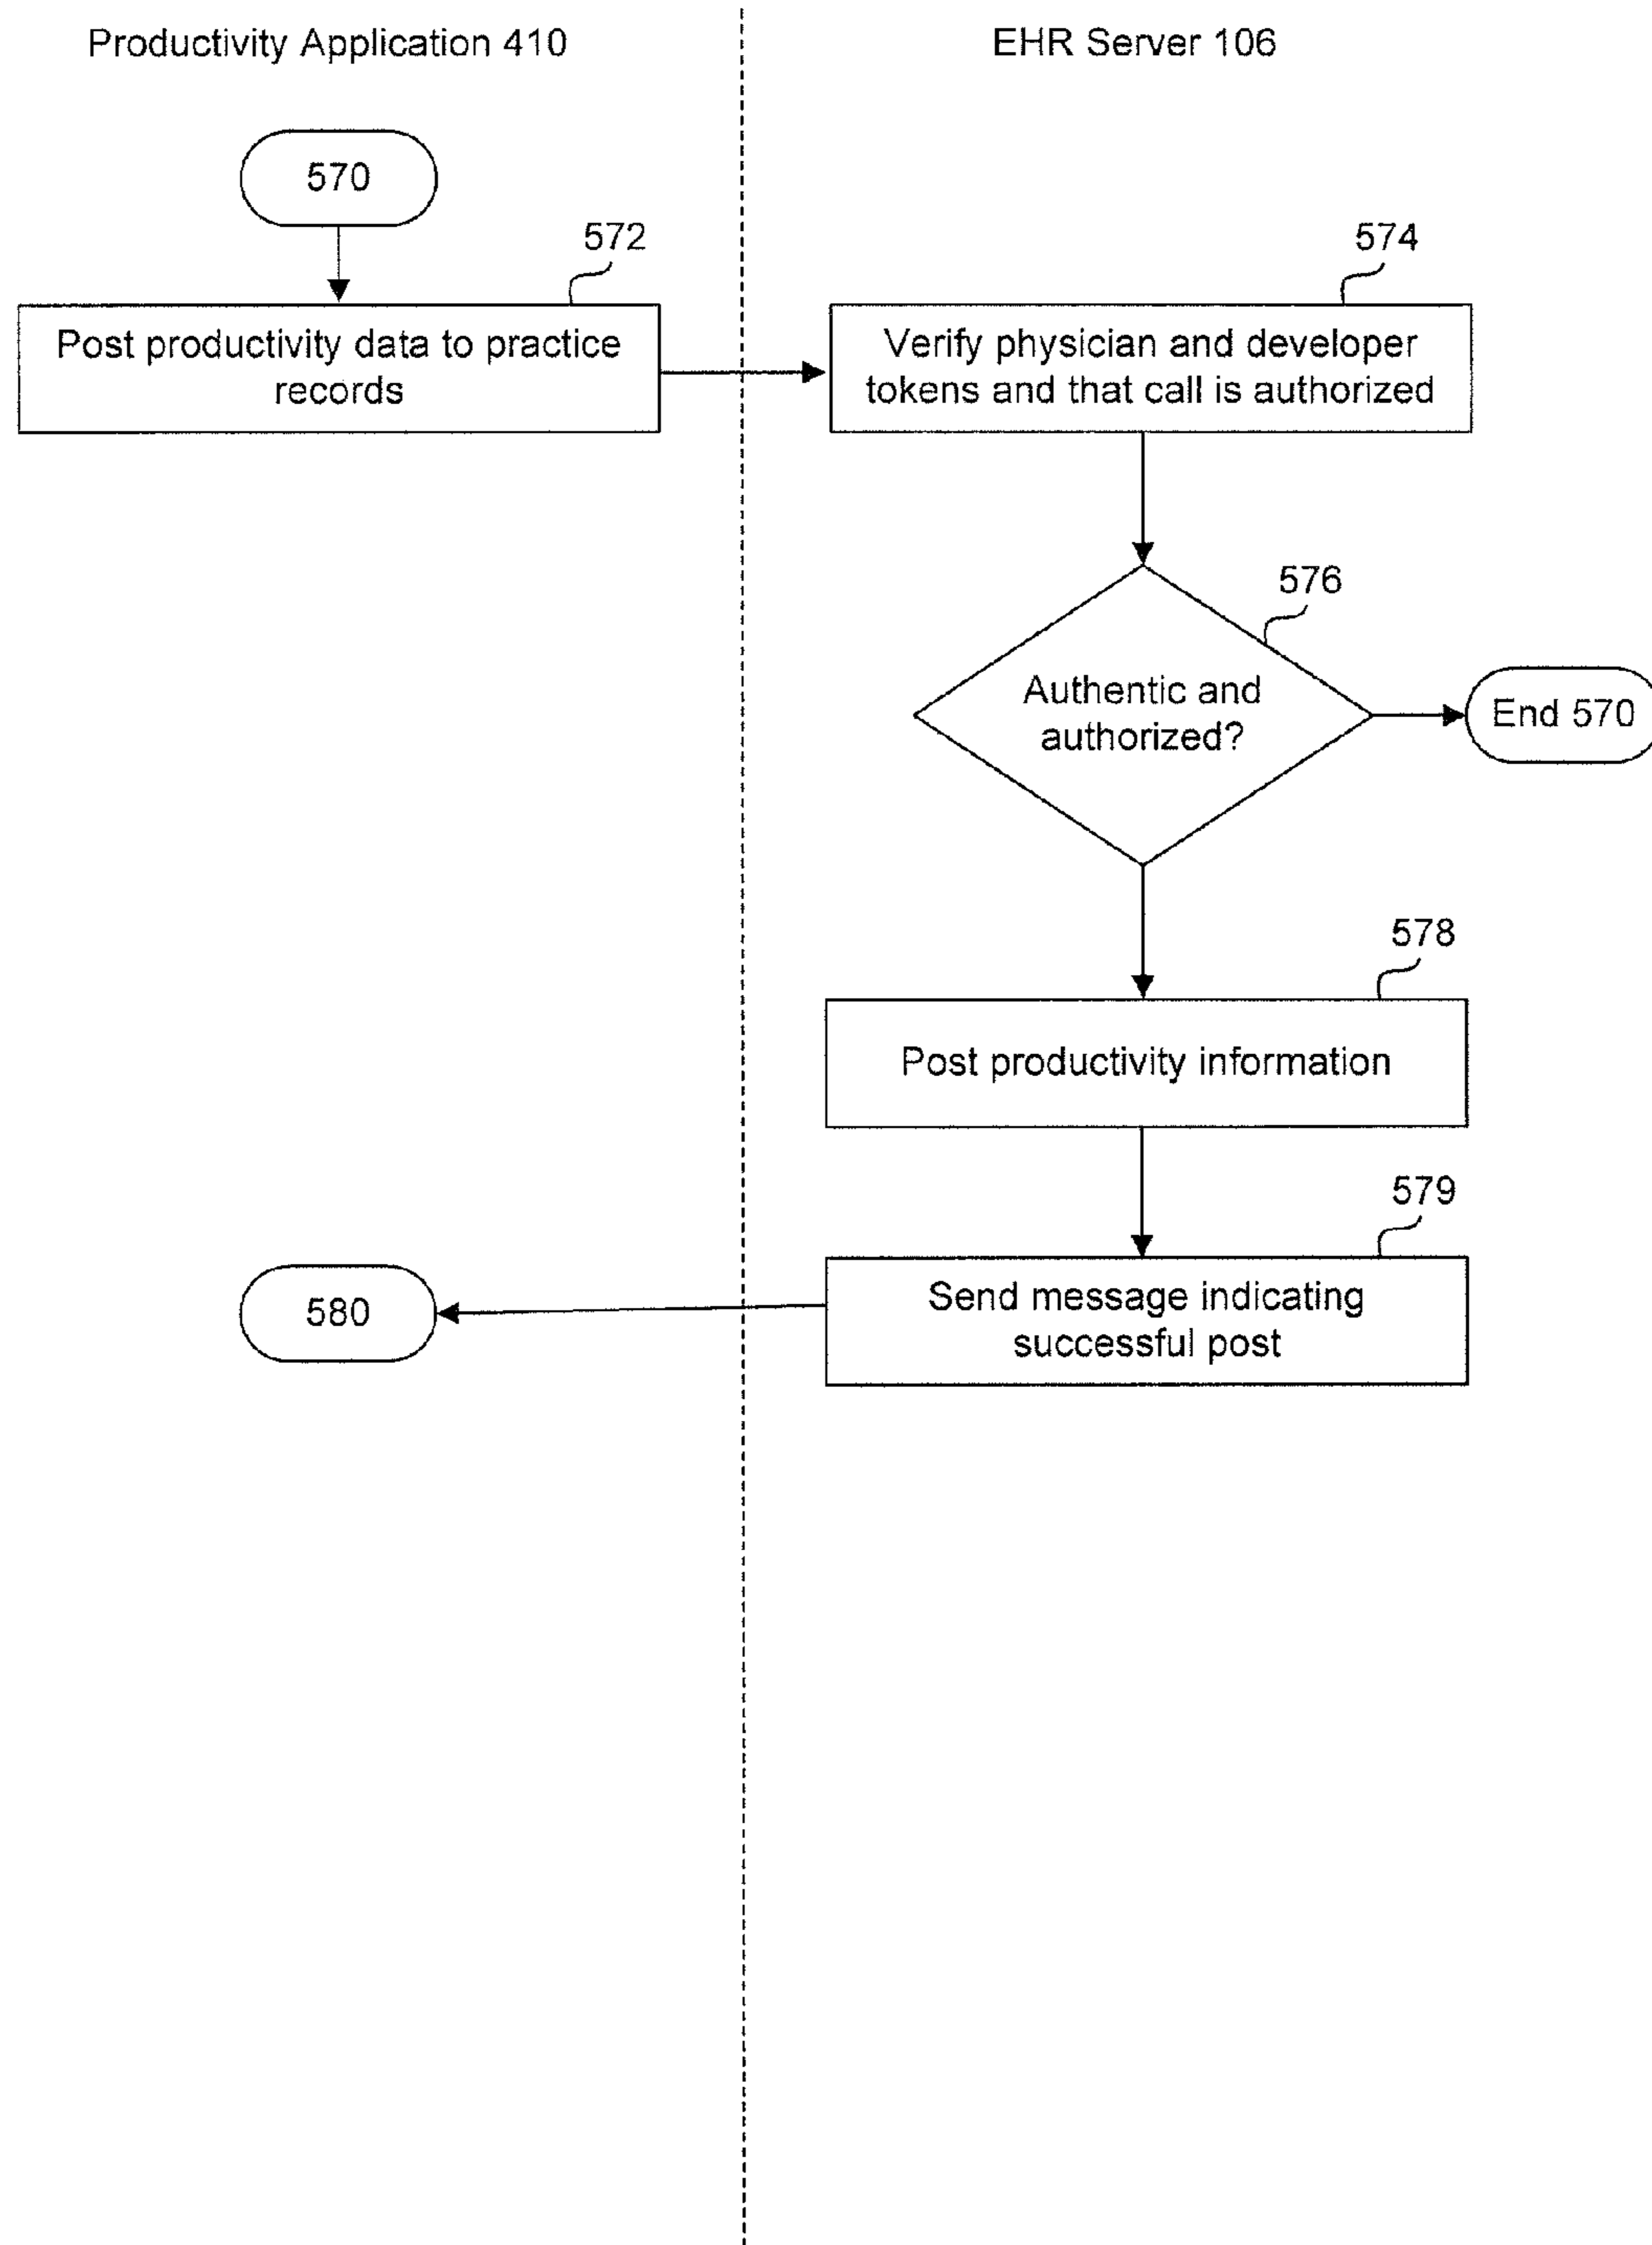 Productivity Application 410
EHR Server 106
570
572
574
Post productivity data to practice
records
Verify physician and developer
tokens and that call is authorized
576
Authentic and
authorized?
End 570
578
Post productivity information
579
Send message indicating
successful post
580